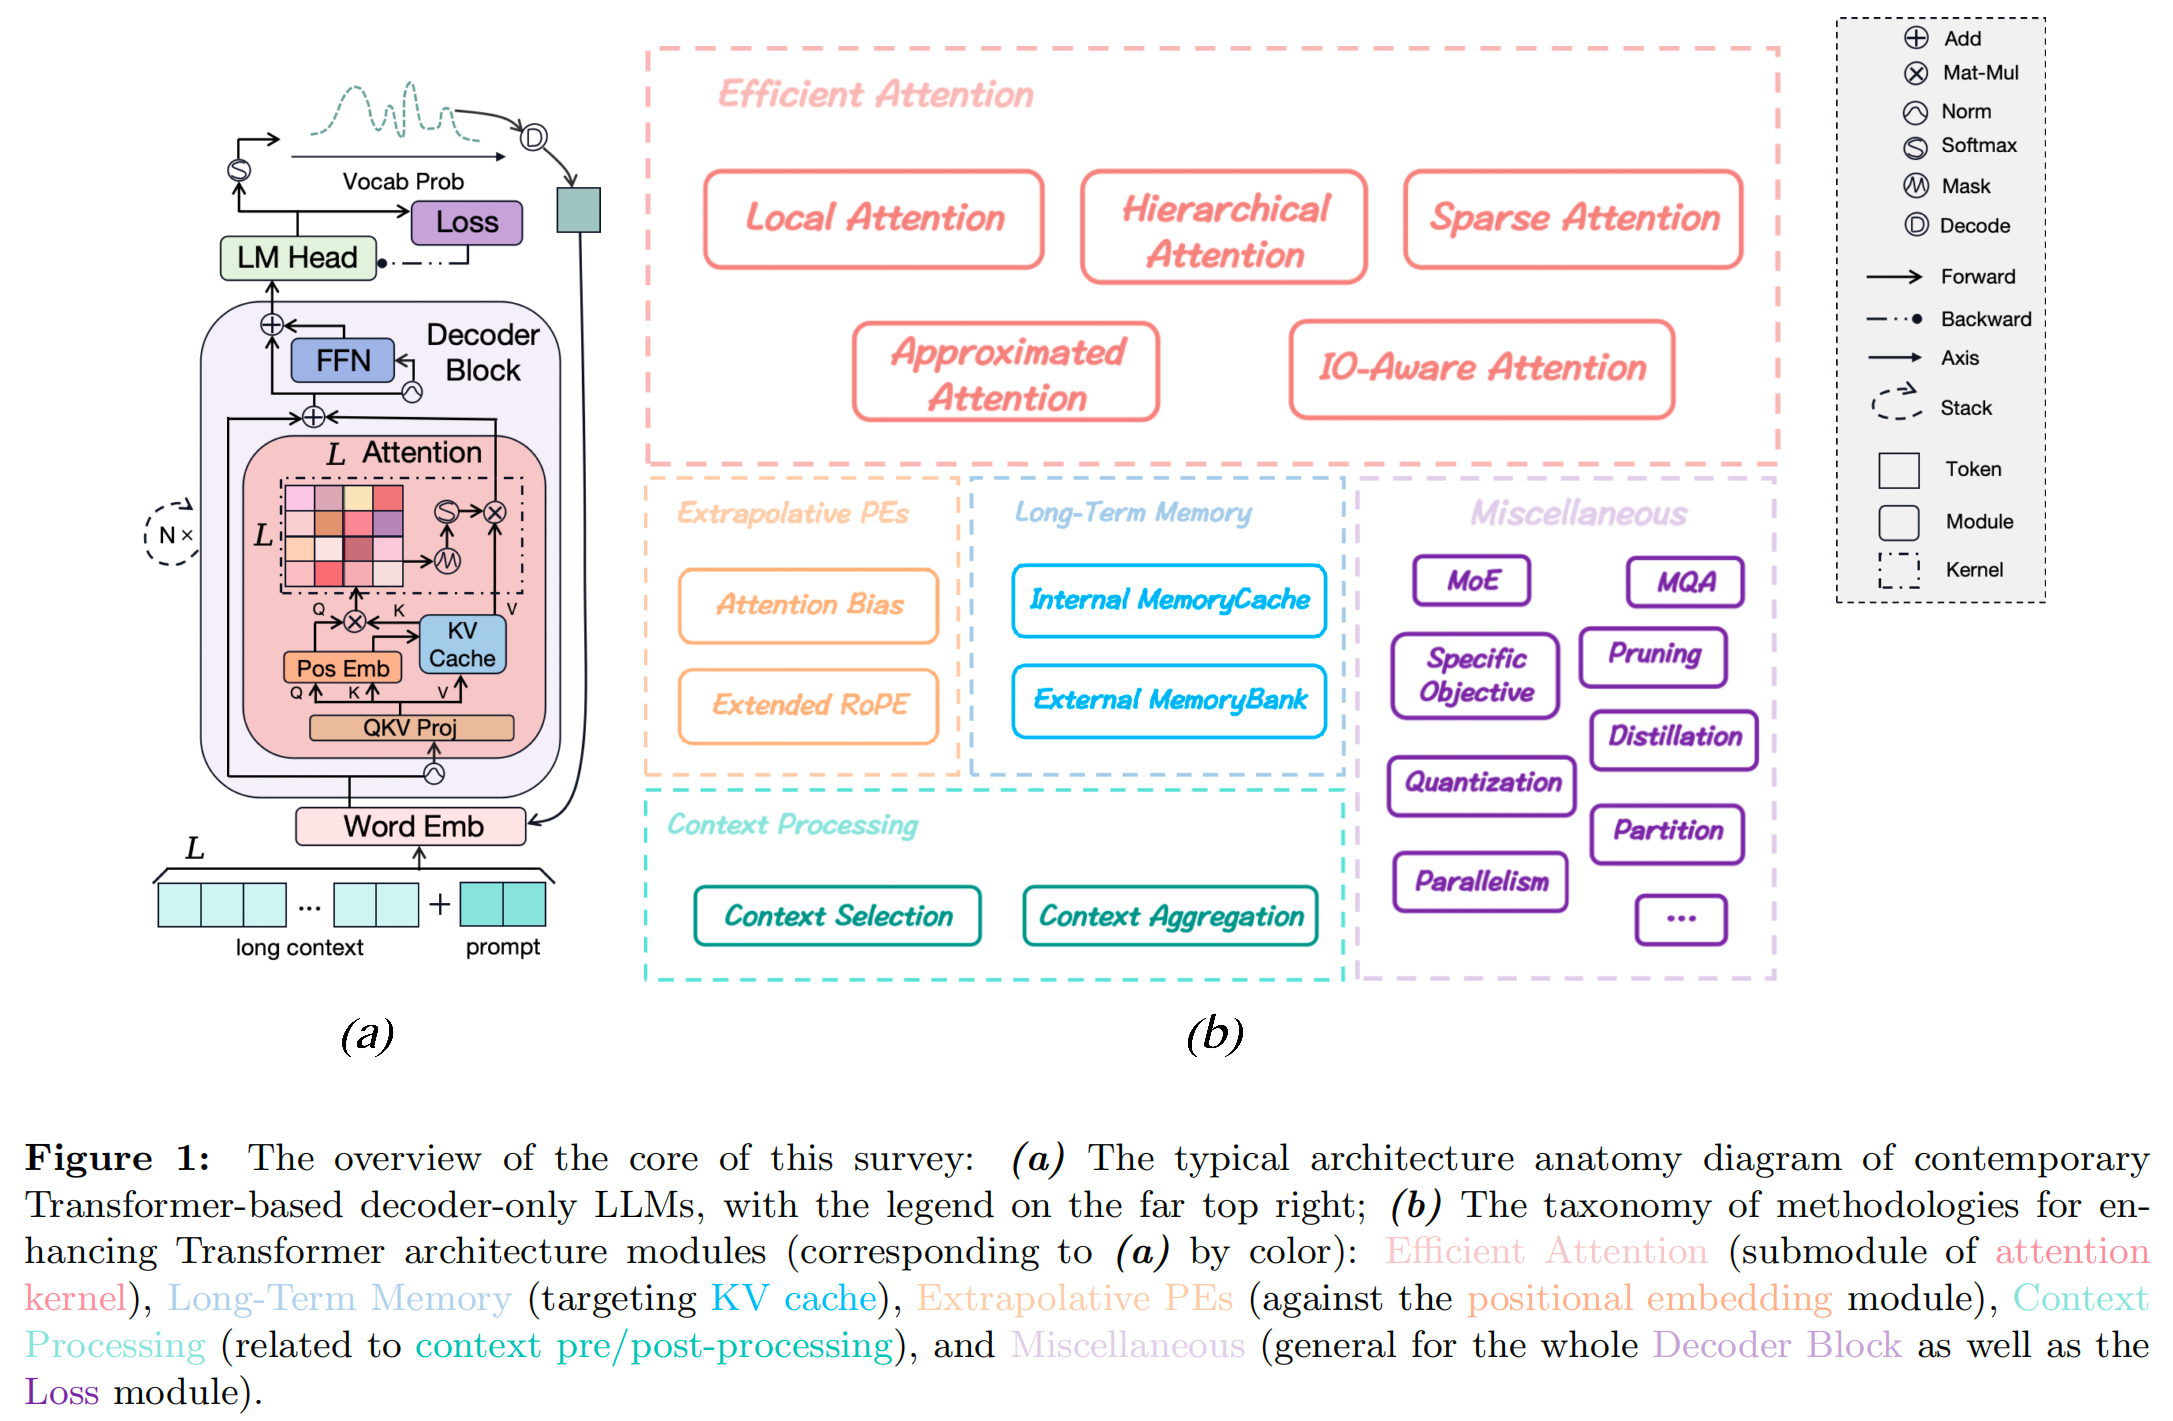 Vocab Prob
S
D
Loss
LM Head
Decoder
Block
FFN
L Attention
L
S
M
N ×
Q
K
V
KV
Cache
Pos Emb
Q
K
V
QKV Proj
Word Emb
L
...
+
long context
prompt
(a)
Efficient Attention
Local Attention
Hierarchical
Attention
Sparse Attention
Approximated
Attention
IO-Aware Attention
Extrapolative PEs
Attention Bias
Extended RoPE
Long-Term Memory
Internal MemoryCache
External MemoryBank
Miscellaneous
MoE
MQA
Specific
Objective
Pruning
Distillation
Quantization
Partition
Parallelism
...
Context Processing
Context Selection
Context Aggregation
(b)
Add
Mat-Mul
Norm
S Softmax
M Mask
D Decode
Forward
Backward
Axis
Stack
Token
Module
Kernel
Figure 1: The overview of the core of this survey: (a) The typical architecture anatomy diagram of contemporary
Transformer-based decoder-only LLMs, with the legend on the far top right; (b) The taxonomy of methodologies for en-
hancing Transformer architecture modules (corresponding to (a) by color): Efficient Attention (submodule of attention
kernel), Long-Term Memory (targeting KV cache), Extrapolative PEs (against the positional embedding module), Context
Processing (related to context pre/post-processing), and Miscellaneous (general for the whole Decoder Block as well as the
Loss module).